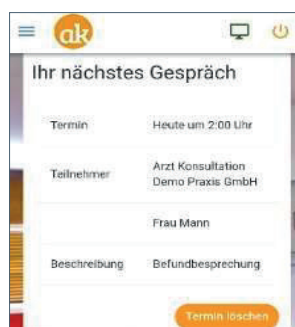 ak
Ihr nächstes Gespräch
Termin
Heute um 2:00 Uhr
Teilnehmer
Arzt Konsultation
Demo Praxis GmbH
Frau Mann
Beschreibung
Befundbesprechung
Termin löschen